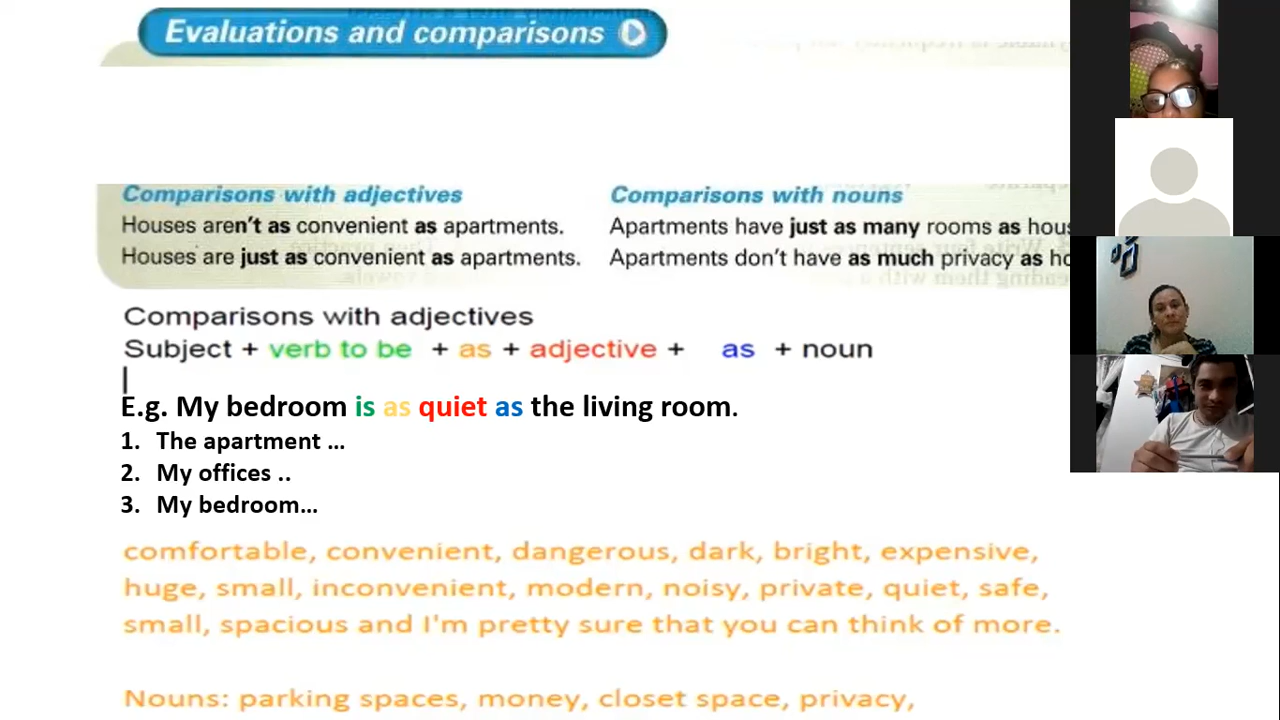 Evaluations and comparisons
Comparisons with adjectives
Houses aren't as convenient as apartments.
Houses are just as convenient as apartments.
Comparisons with nouns
Apartments have just as many rooms as hous
Apartments don't have as much privacy as ho
Comparisons with adjectives
Subject + verb to be + as + adjective + as + noun
E.g. My bedroom is as quiet as the living room.
1. The apartment …
2. My offices ..
3. My bedroom…
comfortable, convenient, dangerous, dark, bright, expensive,
huge, small, inconvenient, modern, noisy, private, quiet, safe,
small, spacious and I'm pretty sure that you can think of more.
Nouns: parking spaces, money, closet space, privacy,